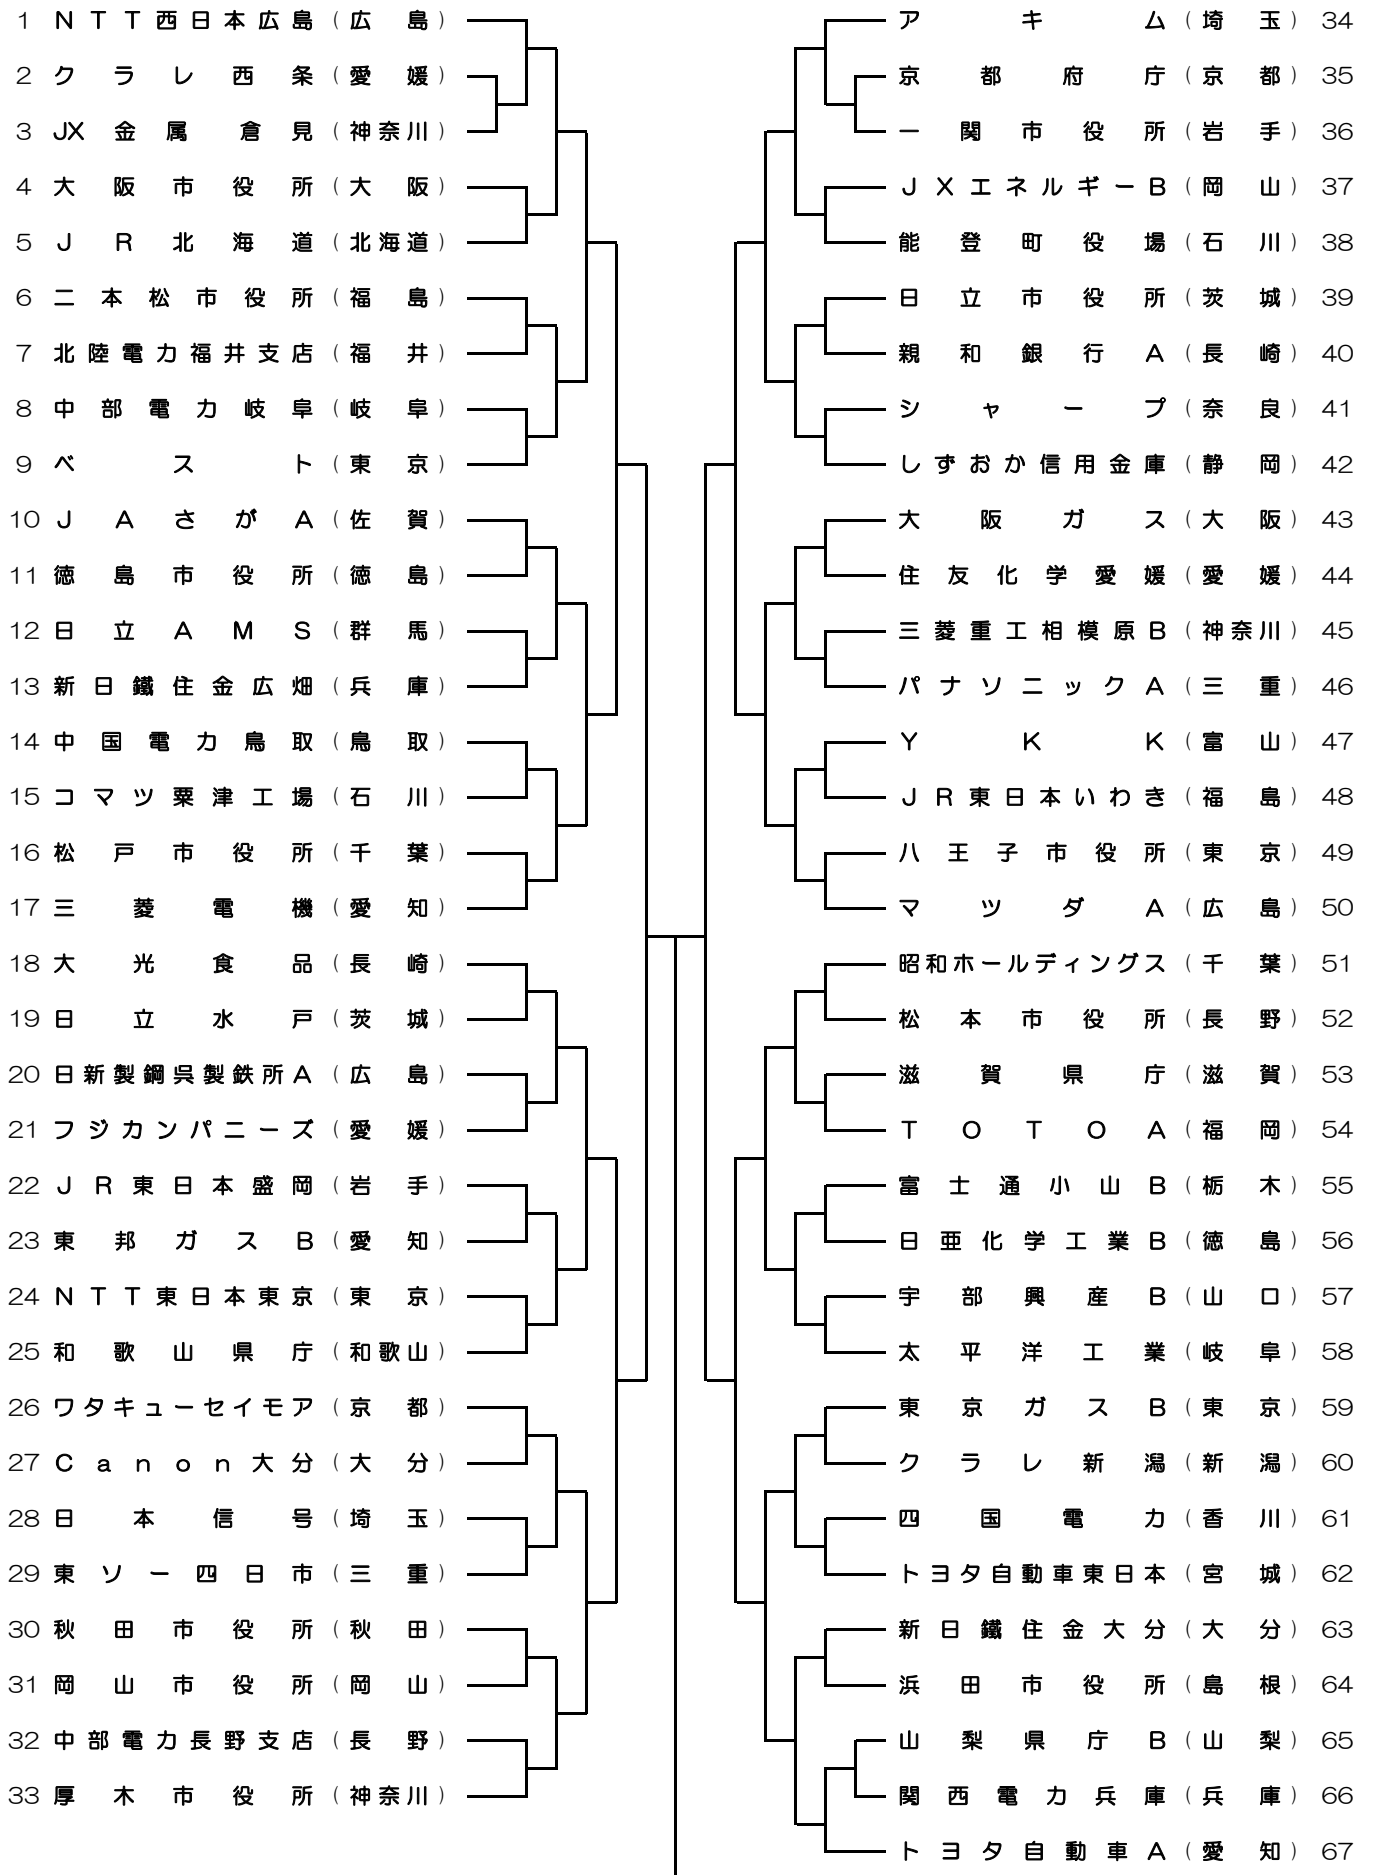 1 NTT西日本広島 (広島)
2 クラレ西条 (愛媛)
3 JX金属倉見 (神奈川)
4 大阪市役所 (大阪)
5 JR北海道 (北海道)
6 二本松市役所 (福島)
7 北陸電力福井支店 (福井)
8 中部電力岐阜 (岐阜)
9 ベスト (東京)
10 JAさがA (佐賀)
11 徳島市役所 (徳島)
12 日立AMS (群馬)
13 新日鐵住金広畑 (兵庫)
14 中国電力鳥取 (鳥取)
15 コマツ粟津工場 (石川)
16 松戸市役所 (千葉)
17 三菱電機 (愛知)
18 大光食品 (長崎)
19 日立水戸 (茨城)
20 日新製鋼呉製鉄所A (広島)
21 フジカンパニーズ (愛媛)
22 JR東日本盛岡 (岩手)
23 東邦ガスB (愛知)
24 NTT東日本東京 (東京)
25 和歌山県庁 (和歌山)
26 ワタキューセイモア (京都)
27 Canon大分 (大分)
28 日本信号 (埼玉)
29 東ソー四日市 (三重)
30 秋田市役所 (秋田)
31 岡山市役所 (岡山)
32 中部電力長野支店 (長野)
33 厚木市役所 (神奈川)
アキム (埼玉) 34
京都府庁 (京都) 35
一関市役所 (岩手) 36
JXエネルギーB (岡山) 37
能登町役場 (石川) 38
日立市役所 (茨城) 39
親和銀行A (長崎) 40
シャープ (奈良) 41
しずおか信用金庫 (静岡) 42
大阪ガス (大阪) 43
住友化学愛媛 (愛媛) 44
三菱重工相模原B (神奈川) 45
パナソニックA (三重) 46
YKK (富山) 47
JR東日本いわき (福島) 48
八王子市役所 (東京) 49
マツダA (広島) 50
昭和ホールディングス (千葉) 51
松本市役所 (長野) 52
滋賀県庁 (滋賀) 53
TOTOA (福岡) 54
富士通小山B (栃木) 55
日亜化学工業B (徳島) 56
宇部興産B (山口) 57
太平洋工業 (岐阜) 58
東京ガスB (東京) 59
クラレ新潟 (新潟) 60
四国電力 (香川) 61
トヨタ自動車東日本 (宮城) 62
新日鐵住金大分 (大分) 63
浜田市役所 (島根) 64
山梨県庁B (山梨) 65
関西電力兵庫 (兵庫) 66
トヨタ自動車A (愛知) 67